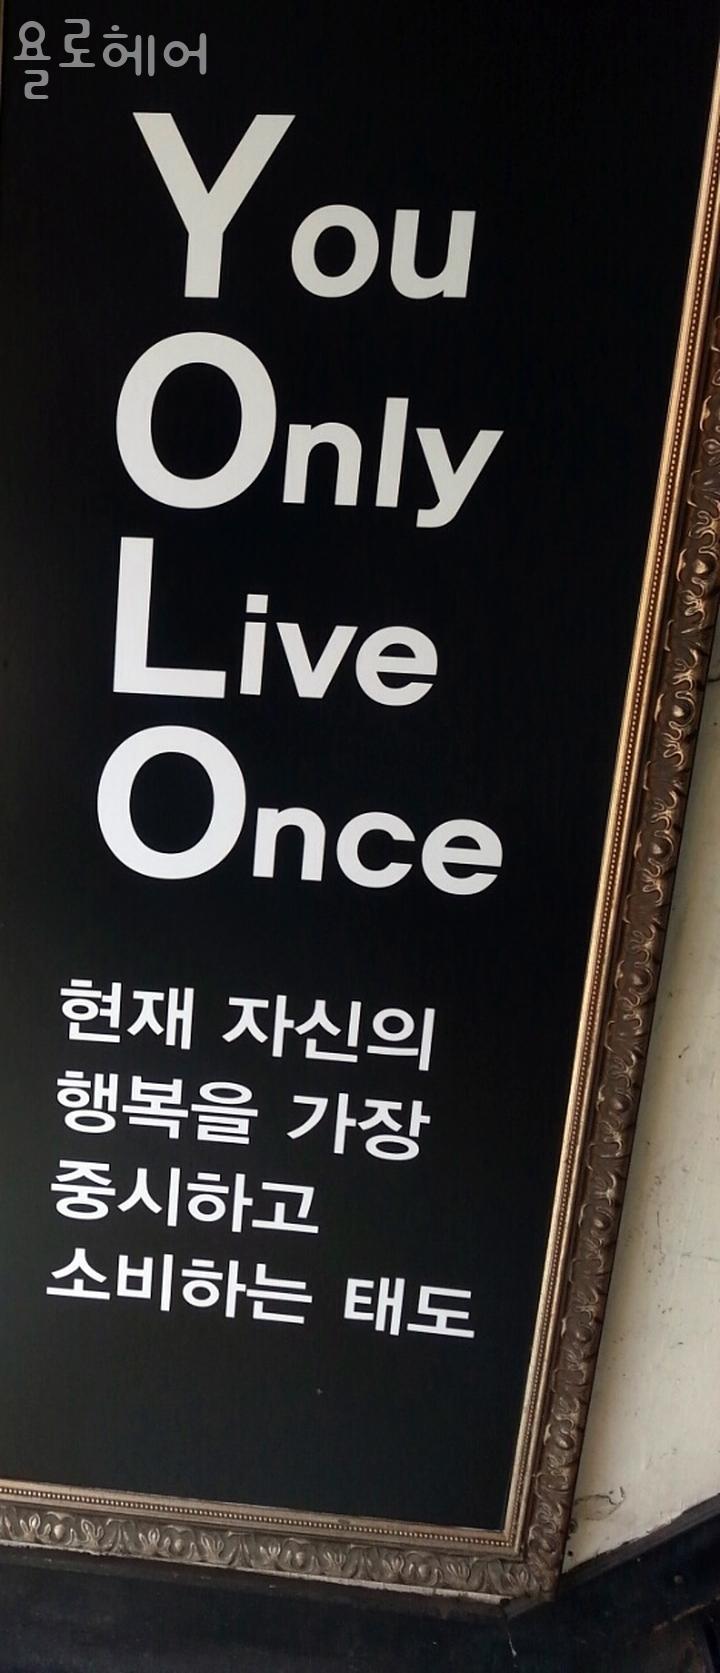 욜로헤어
You
Only
Live
Once
현재 자신의
행복을 가장
중시하고
소비하는 태도